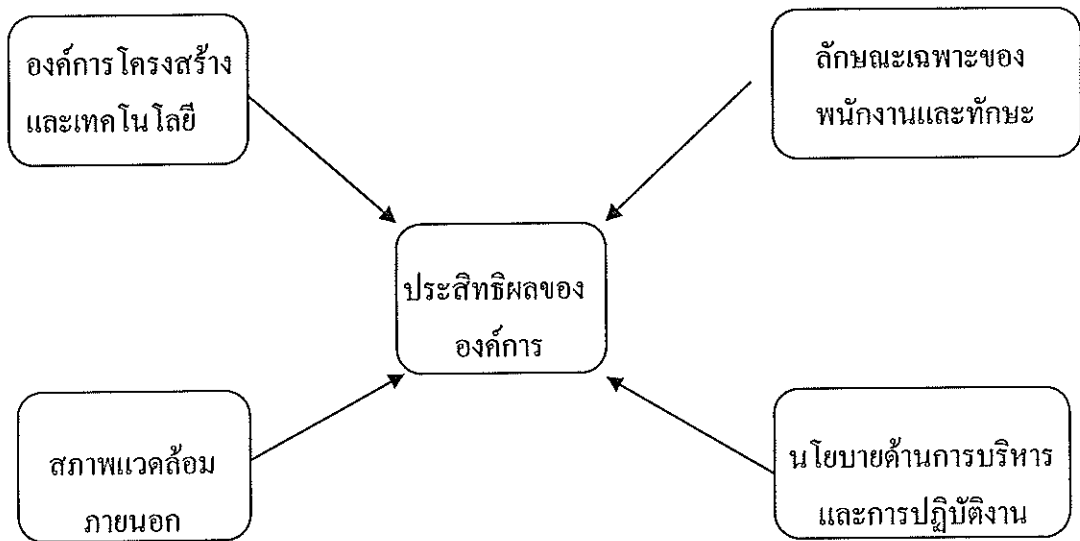 องค์การโครงสร้าง
และเทคโนโลยี
ลักษณะเฉพาะของ
พนักงานและทักษะ
ประสิทธิผลของ
องค์การ
สภาพแวดล้อม
ภายนอก
นโยบายด้านการบริหาร
และการปฏิบัติงาน